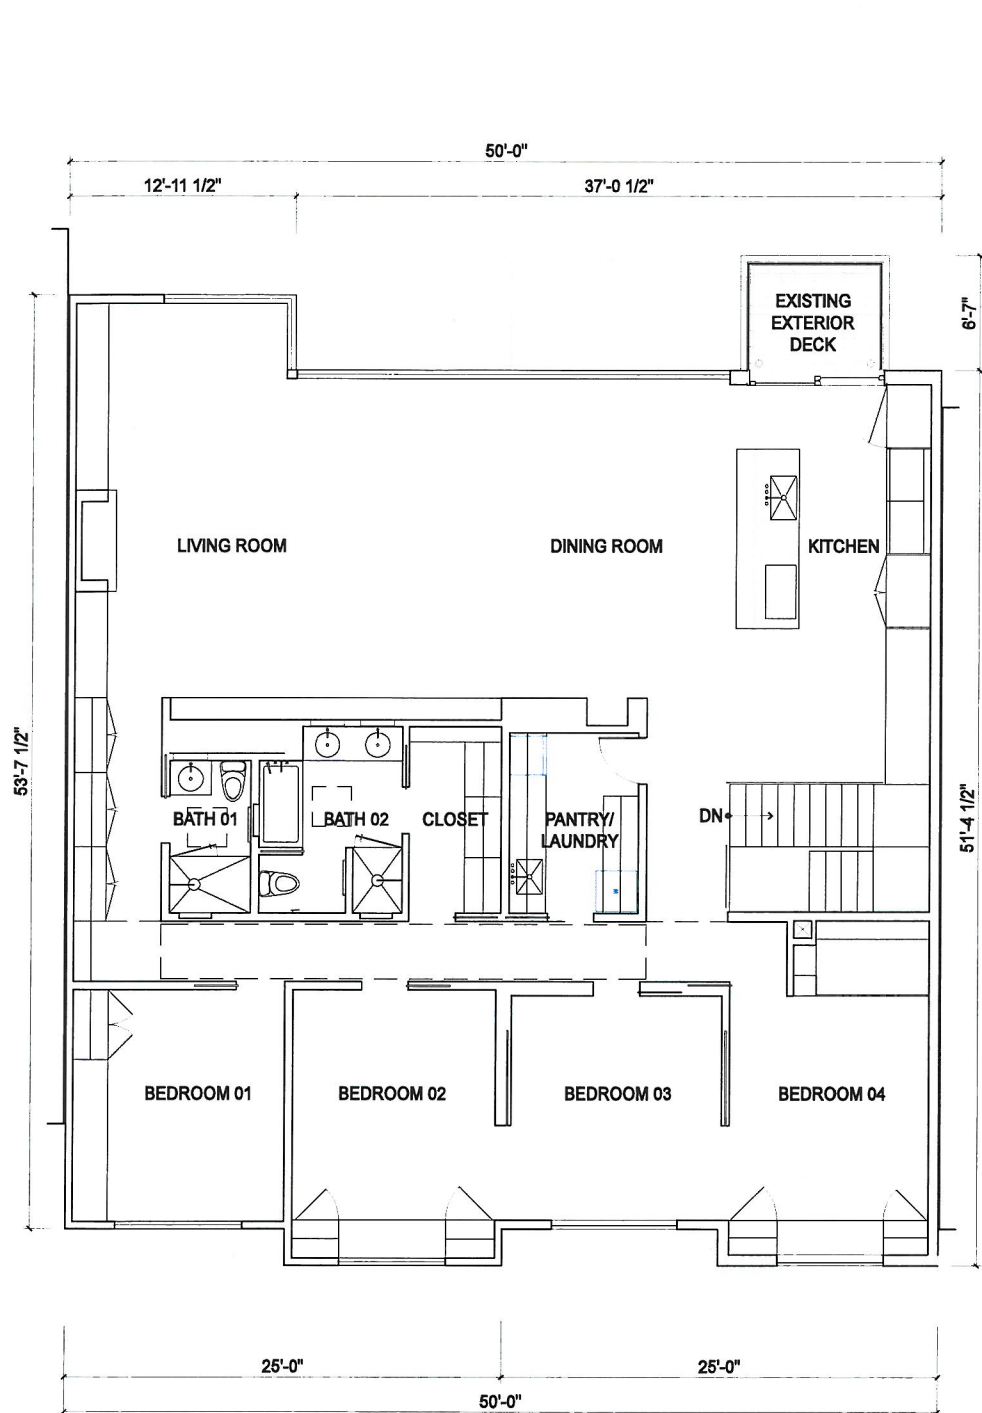 50'-0"
12'-11 1/2"
37'-0 1/2"
EXISTING
EXTERIOR
DECK
6'-7"
LIVING ROOM
DINING ROOM
KITCHEN
53'-7 1/2"
51'-4 1/2"
BATH 01
BATH 02
CLOSET
PANTRY/
LAUNDRY
DN
W
BEDROOM 01
BEDROOM 02
BEDROOM 03
BEDROOM 04
25'-0"
25'-0"
50'-0"